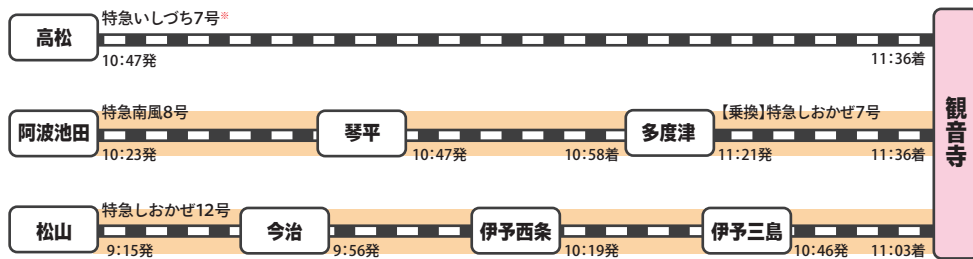 特急いしづち7号※
高松
10:47発 11:36着
特急南風8号 【乗換】特急しおかぜ7号
阿波池田 琴平 多度津
10:23発 10:47発 10:58着 11:21発 11:36着
特急しおかぜ12号
松山 今治 伊予西条 伊予三島
9:15発 9:56発 10:19発 10:46発 11:03着
観音寺